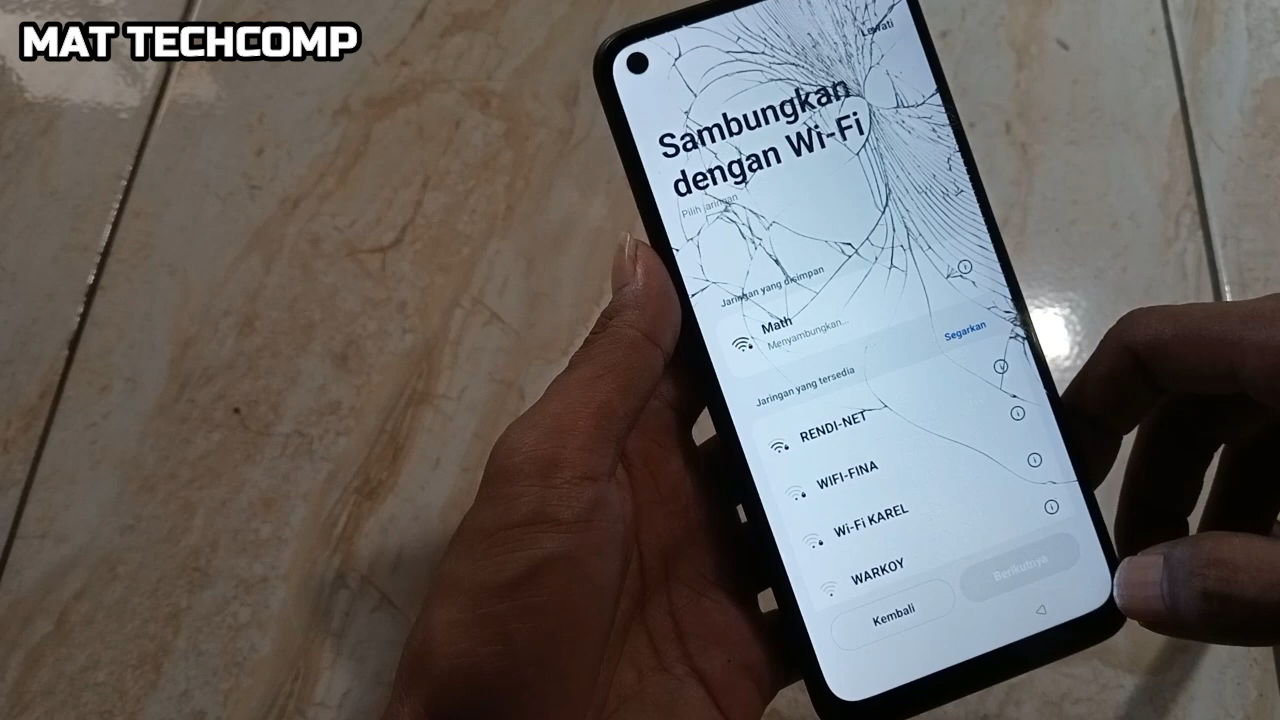 MAT TECHCOMP
Lewati
Sambungkan
dengan Wi-Fi
Pilih jaringan
Jaringan yang disimpan
Math
Menyambungkan...
Segarkan
Jaringan yang tersedia
RENDI-NET
WIFI-FINA
Wi-Fi KAREL
WARKOY
Kembali
Berikutnya